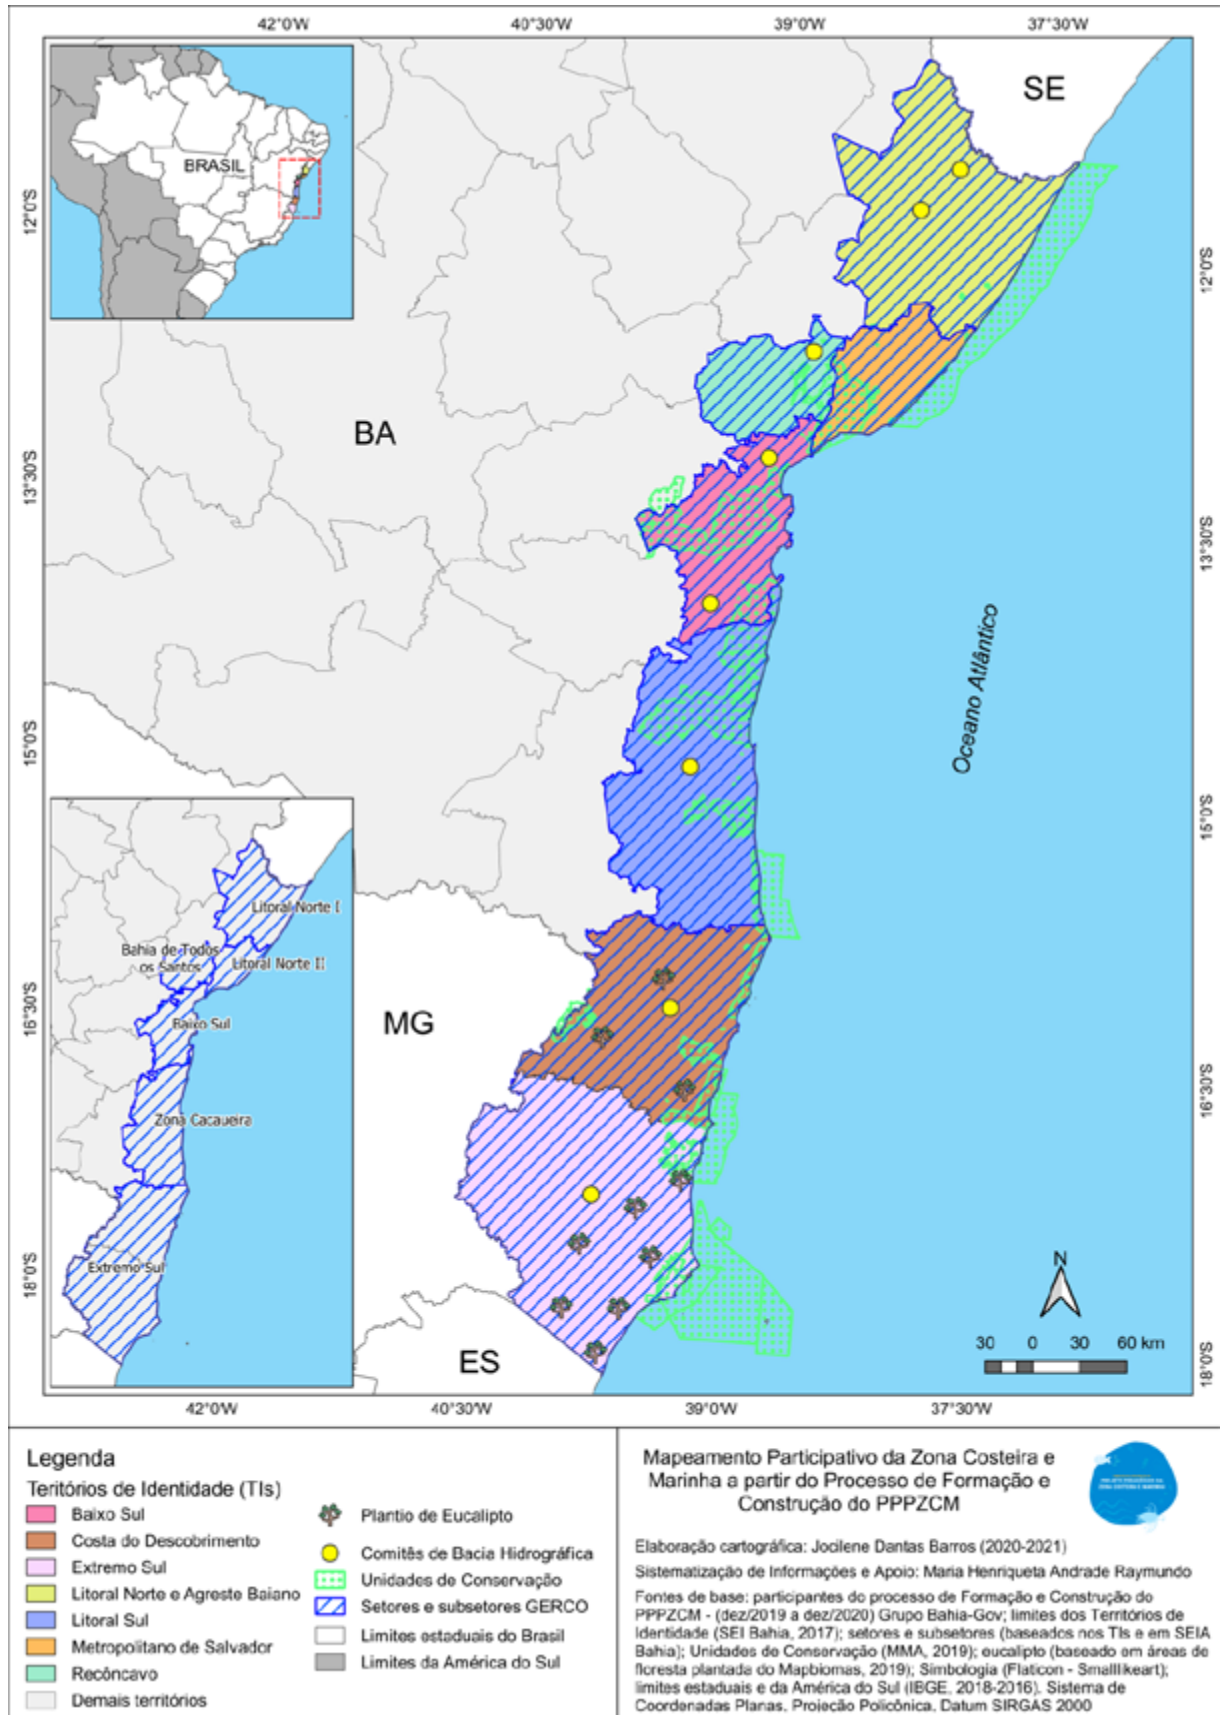 42°0'W 40°30'W 39°0'W 37°30'W
SE
BRASIL
12°0'S
12°0'S
BA
13°30'S
13°30'S
Oceano Atlântico
15°0'S
15°0'S
Litoral Norte I
Bahia de Todos
os Santos
Litoral Norte II
Baixo Sul
Zona Cacaueira
Extremo Sul
16°30'S
MG
16°30'S
18°0'S
N
30 0 30 60 km
ES
18°0'S
42°0'W 40°30'W 39°0'W 37°30'W
Legenda
Teritórios de Identidade (TIs)
Baixo Sul
Costa do Descobrimento
Extremo Sul
Litoral Norte e Agreste Baiano
Litoral Sul
Metropolitano de Salvador
Recôncavo
Demais territórios
Plantio de Eucalipto
Comitês de Bacia Hidrográfica
Unidades de Conservação
Setores e subsetores GERCO
Limites estaduais do Brasil
Limites da América do Sul
Mapeamento Participativo da Zona Costeira e
Marinha a partir do Processo de Formação e
Construção do PPPZCM
Elaboração cartográfica: Jocilene Dantas Barros (2020-2021)
Sistematização de Informações e Apoio: Maria Henriqueta Andrade Raymundo
Fontes de base: participantes do processo de Formação e Construção do
PPPZCM - (dez/2019 a dez/2020) Grupo Bahia-Gov; limites dos Territórios de
Identidade (SEI Bahia, 2017); setores e subsetores (baseados nos TIs e em SEIA
Bahia); Unidades de Conservação (MMA, 2019); eucalipto (baseado em áreas de
floresta plantada do Mapbiomas, 2019); Simbologia (Flaticon - Smalllikeart);
limites estaduais e da América do Sul (IBGE, 2018-2016). Sistema de
Coordenadas Planas, Projeção Policônica, Datum SIRGAS 2000